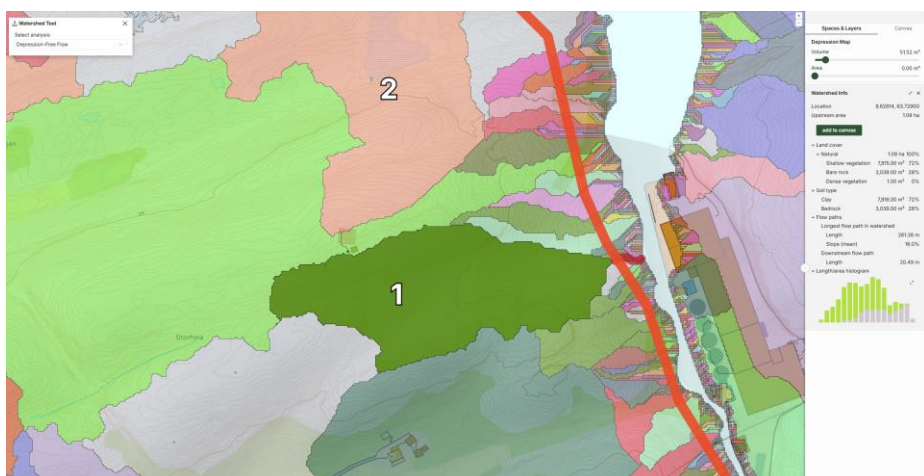 Watershed Tool
Select analysis:
Depression-Free Flow
2
1
Storheia
Spaces & Layers
Canvas
Depression Map
Volume 51.52 m³
Area 0.00 m²
Watershed Info
Location 9.62814, 63.72900
Upstream area 1.09 ha
add to canvas
Land cover
Natural 1.09 ha 100%
Shallow vegetation 7,815.00 m² 72%
Bare rock 3,038.00 m² 28%
Dense vegetation 1.00 m² 0%
Soil type
Clay 7,816.00 m² 72%
Bedrock 3,038.00 m² 28%
Flow paths
Longest flow path in watershed
Length 261.36 m
Slope (mean) 18.0%
Downstream flow path
Length 20.49 m
Length/area histogram